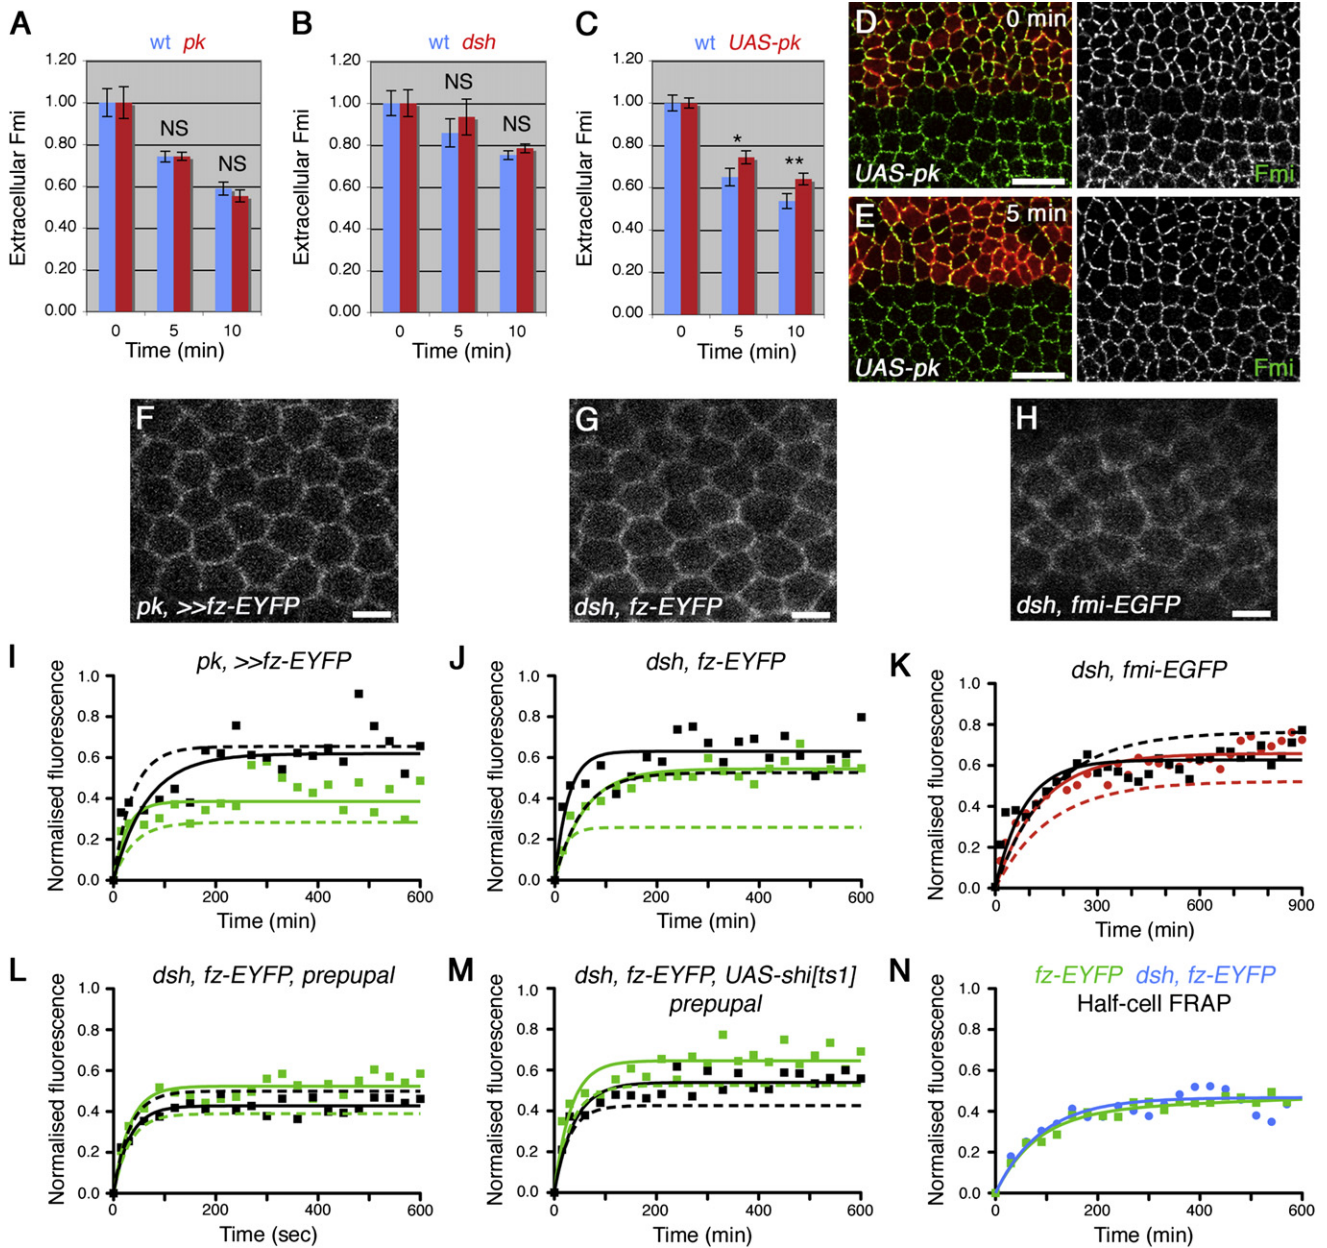 A
wt pk
Extracellular Fmi
1.20
1.00
0.80
0.60
0.40
0.20
0.00
NS
NS
0 5 10
Time (min)
B
wt dsh
Extracellular Fmi
1.20
1.00
0.80
0.60
0.40
0.20
0.00
NS
NS
0 5 10
Time (min)
C
wt UAS-pk
Extracellular Fmi
1.20
1.00
0.80
0.60
0.40
0.20
0.00
*
**
0 5 10
Time (min)
D
0 min
UAS-pk
Fmi
E
5 min
UAS-pk
Fmi
F
pk, >>fz-EYFP
G
dsh, fz-EYFP
H
dsh, fmi-EGFP
I
pk, >>fz-EYFP
Normalised fluorescence
1.0
0.8
0.6
0.4
0.2
0.0
0 200 400 600
Time (min)
J
dsh, fz-EYFP
Normalised fluorescence
1.0
0.8
0.6
0.4
0.2
0.0
0 200 400 600
Time (min)
K
dsh, fmi-EGFP
Normalised fluorescence
1.0
0.8
0.6
0.4
0.2
0.0
0 300 600 900
Time (min)
L
dsh, fz-EYFP, prepupal
Normalised fluorescence
1.0
0.8
0.6
0.4
0.2
0.0
0 200 400 600
Time (sec)
M
dsh, fz-EYFP, UAS-shi[ts1]
prepupal
Normalised fluorescence
1.0
0.8
0.6
0.4
0.2
0.0
0 200 400 600
Time (min)
N
fz-EYFP dsh, fz-EYFP
Half-cell FRAP
Normalised fluorescence
1.0
0.8
0.6
0.4
0.2
0.0
0 200 400 600
Time (min)